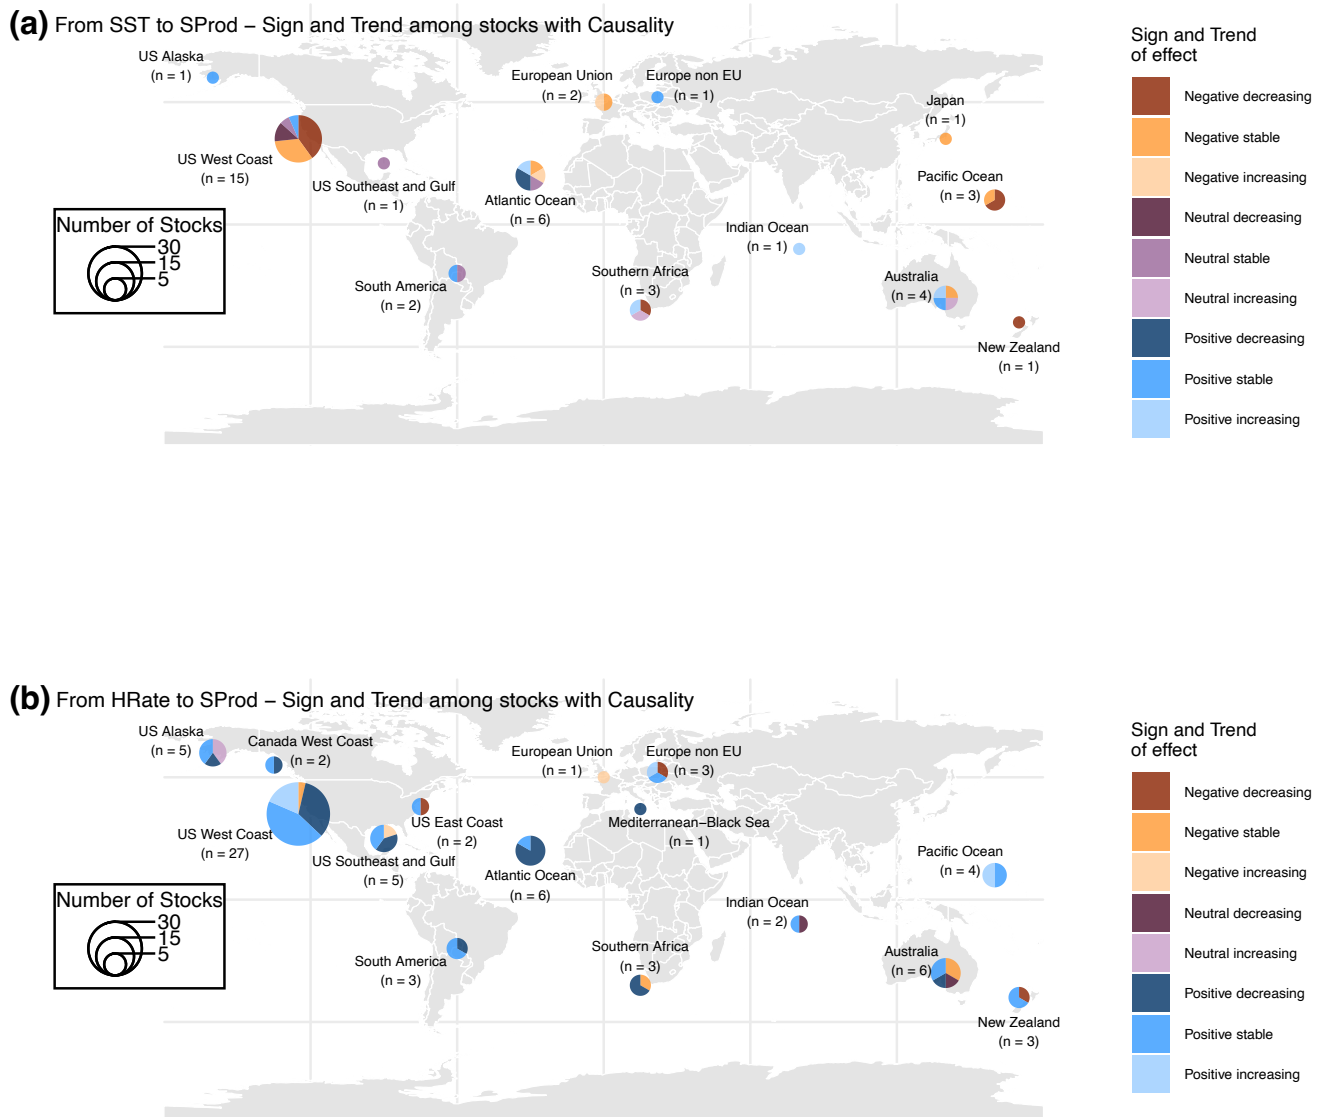 (a) From SST to SProd – Sign and Trend among stocks with Causality
US Alaska
(n = 1)
European Union
(n = 2)
Europe non EU
(n = 1)
Japan
(n = 1)
US West Coast
(n = 15)
US Southeast and Gulf
(n = 1)
Atlantic Ocean
(n = 6)
Pacific Ocean
(n = 3)
Indian Ocean
(n = 1)
South America
(n = 2)
Southern Africa
(n = 3)
Australia
(n = 4)
New Zealand
(n = 1)
Number of Stocks
30
15
5
Sign and Trend
of effect
Negative decreasing
Negative stable
Negative increasing
Neutral decreasing
Neutral stable
Neutral increasing
Positive decreasing
Positive stable
Positive increasing
(b) From HRate to SProd – Sign and Trend among stocks with Causality
US Alaska
(n = 5)
Canada West Coast
(n = 2)
European Union
(n = 1)
Europe non EU
(n = 3)
US West Coast
(n = 27)
US East Coast
(n = 2)
US Southeast and Gulf
(n = 5)
Atlantic Ocean
(n = 6)
Mediterranean–Black Sea
(n = 1)
Pacific Ocean
(n = 4)
Indian Ocean
(n = 2)
South America
(n = 3)
Southern Africa
(n = 3)
Australia
(n = 6)
New Zealand
(n = 3)
Number of Stocks
30
15
5
Sign and Trend
of effect
Negative decreasing
Negative stable
Negative increasing
Neutral decreasing
Neutral increasing
Positive decreasing
Positive stable
Positive increasing